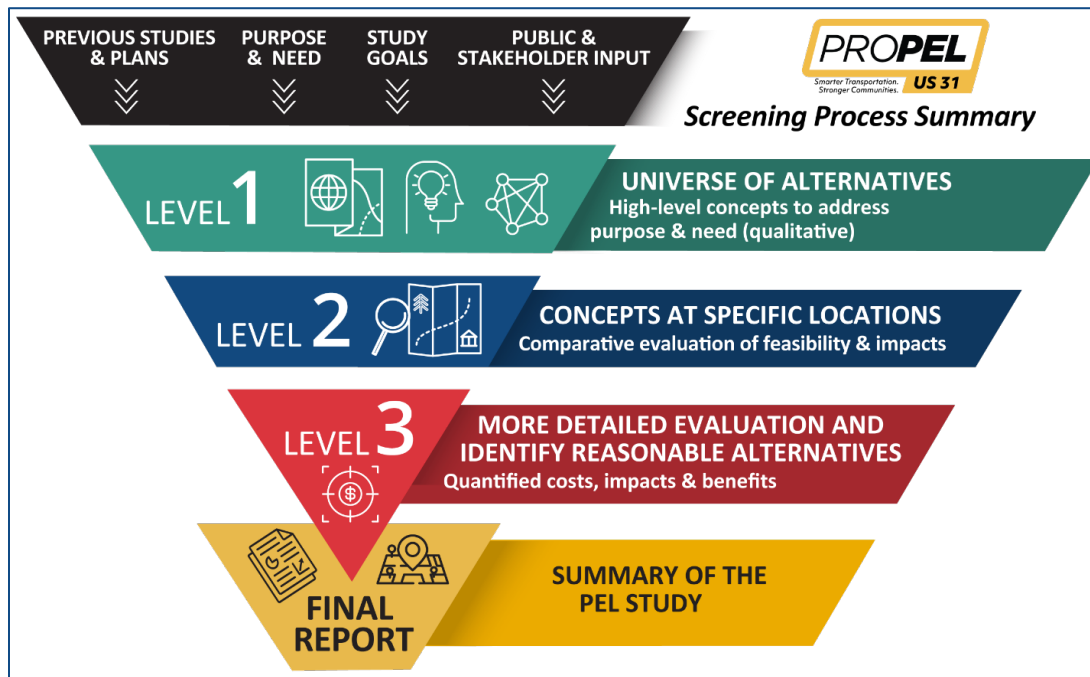 PREVIOUS STUDIES
& PLANS
PURPOSE
& NEED
STUDY
GOALS
PUBLIC &
STAKEHOLDER INPUT
PROPEL
Smarter Transportation.
Stronger Communities.
US 31
Screening Process Summary
LEVEL 1
UNIVERSE OF ALTERNATIVES
High-level concepts to address
purpose & need (qualitative)
LEVEL 2
CONCEPTS AT SPECIFIC LOCATIONS
Comparative evaluation of feasibility & impacts
LEVEL 3
$
MORE DETAILED EVALUATION AND
IDENTIFY REASONABLE ALTERNATIVES
Quantified costs, impacts & benefits
FINAL
REPORT
SUMMARY OF THE
PEL STUDY